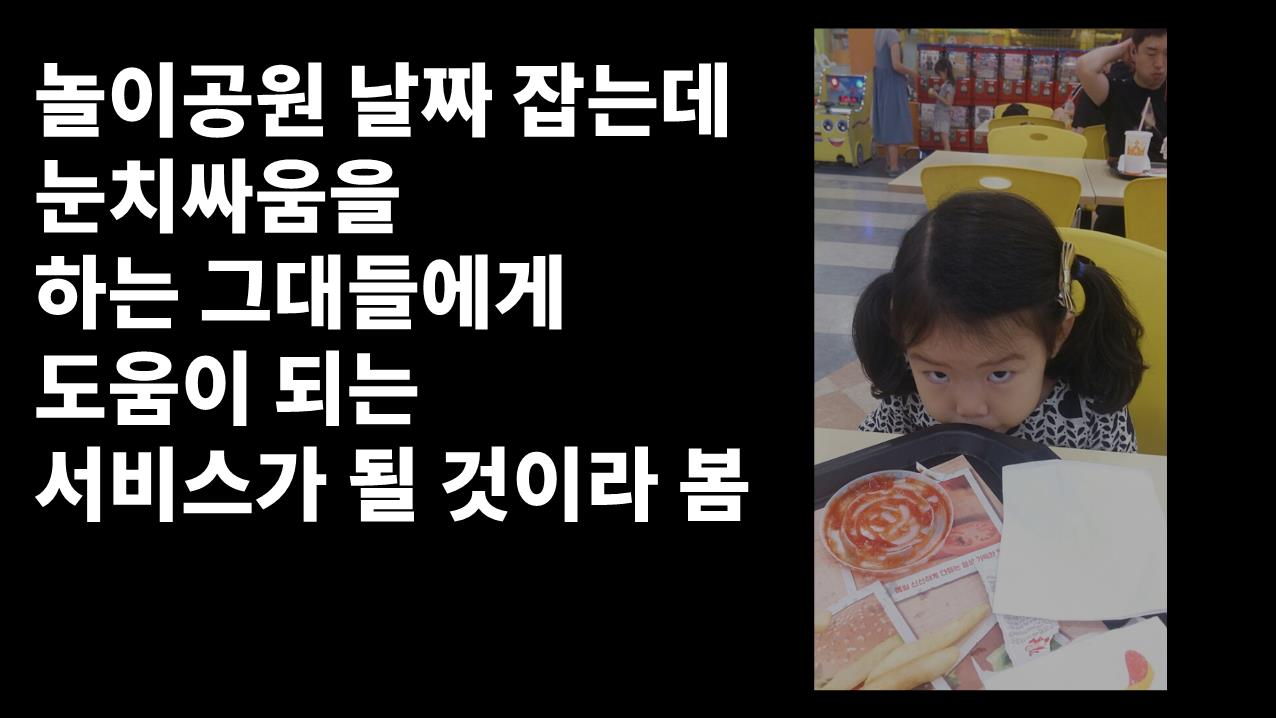 놀이공원 날짜 잡는데
눈치싸움을
하는 그대들에게
도움이 되는
서비스가 될 것이라 봄